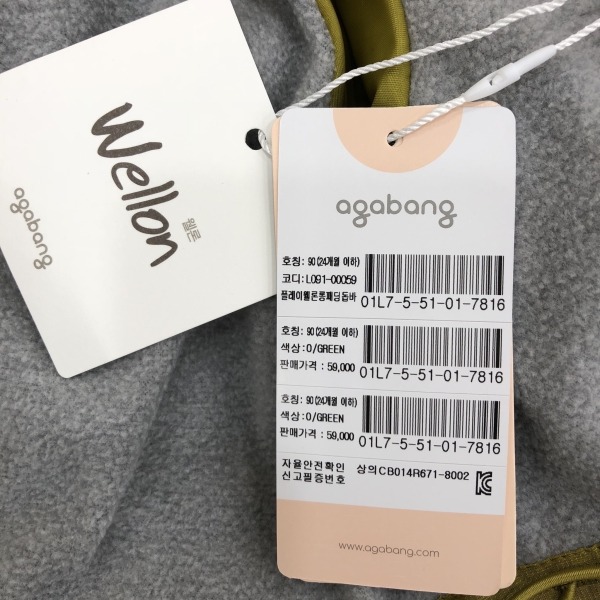 Wellon
웰론
agabang
agabang
호칭: 90(24개월 이하)
코디:L091-00059
플레이웰론롱패딩돕바
01L7-5-51-01-7816
호칭: 90(24개월 이하)
색상:0/GREEN
판매가격 : 59,000
01L7-5-51-01-7816
호칭: 90(24개월 이하)
색상:0/GREEN
판매가격 : 59,000
01L7-5-51-01-7816
자율안전확인 상의CB014R671-8002
신고필증번호
www.agabang.com